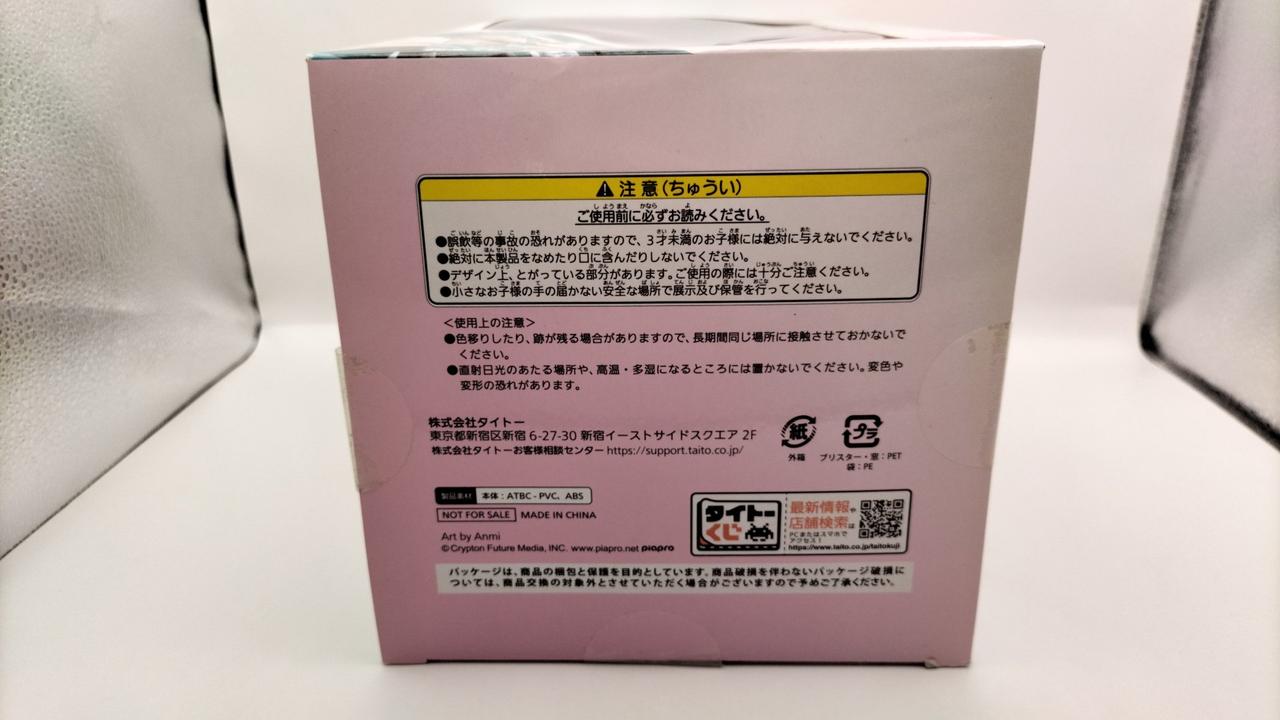 ⚠ 注意(ちゅうい)
ご使用前に必ずお読みください。
●誤飲等の事故の恐れがありますので、3才未満のお子様には絶対に与えないでください。
●絶対に本製品をなめたり口に含んだりしないでください。
●デザイン上、とがっている部分があります。ご使用の際には十分ご注意ください。
●小さなお子様の手の届かない安全な場所で展示及び保管を行ってください。
<使用上の注意>
●色移りしたり、跡が残る場合がありますので、長期間同じ場所に接触させておかないで
ください。
●直射日光のあたる場所や、高温・多湿になるところには置かないでください。変色や
変形の恐れがあります。
株式会社タイトー
東京都新宿区新宿 6-27-30 新宿イーストサイドスクエア 2F
株式会社タイトーお客様相談センター https://support.taito.co.jp/
紙
外箱
プラ
ブリスター・窓:PET
袋:PE
製品素材 本体:ATBC-PVC、ABS
NOT FOR SALE MADE IN CHINA
Art by Anmi
© Crypton Future Media, INC. www.piapro.net piapro
タイトーくじ
最新情報や
店舗検索は
PCまたはスマホで
アクセス!
https://www.taito.co.jp/taitokuji
パッケージは、商品の梱包と保護を目的としています。商品破損を伴わないパッケージ破損に
ついては、商品交換の対象外とさせていただく場合がございますので予めご了承ください。